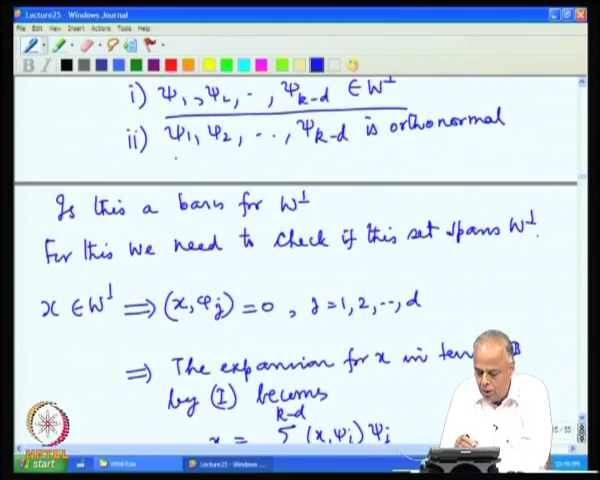 Lecture25 - Windows Journal
File Edit View Insert Actions Tools Help
i) ψ₁, ψ₂, .., ψₖ₋d ∈ W⊥
ii) ψ₁, ψ₂, ..., ψₖ₋d is orthonormal
Is this a basis for W⊥
For this we need to check if this set spans W⊥.
x ∈ W⊥ ⟹ (x, φⱼ) = 0, j = 1, 2, .., d
⟹ The expansion for x in
by (I) becomes
k-d
x = Σ (x, ψᵢ) ψᵢ
NPTEL
start Lecture25 - Windows ...